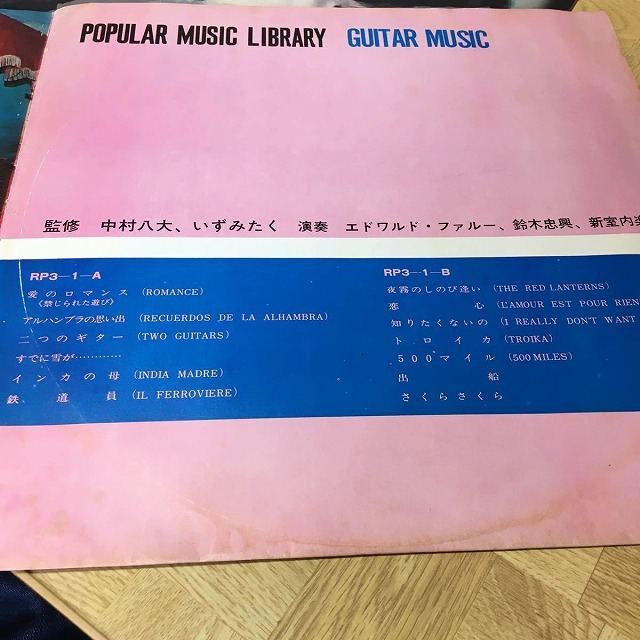 POPULAR MUSIC LIBRARY GUITAR MUSIC
監修 中村八大、いずみたく 演奏 エドワルド・ファルー、鈴木忠興、新室内楽
RP3-1-A
愛のロマンス (ROMANCE)
《禁じられた遊び》
アルハンブラの思い出 (RECUERDOS DE LA ALHAMBRA)
二つのギター (TWO GUITARS)
すでに雪が…………
インカの母 (INDIA MADRE)
鉄道員 (IL FERROVIERE)
RP3-1-B
夜霧のしのび逢い (THE RED LANTERNS)
恋心 (L'AMOUR EST POUR RIEN
知りたくないの (I REALLY DON'T WANT
トロイカ (TROIKA)
500マイル (500 MILES)
出船
さくらさくら